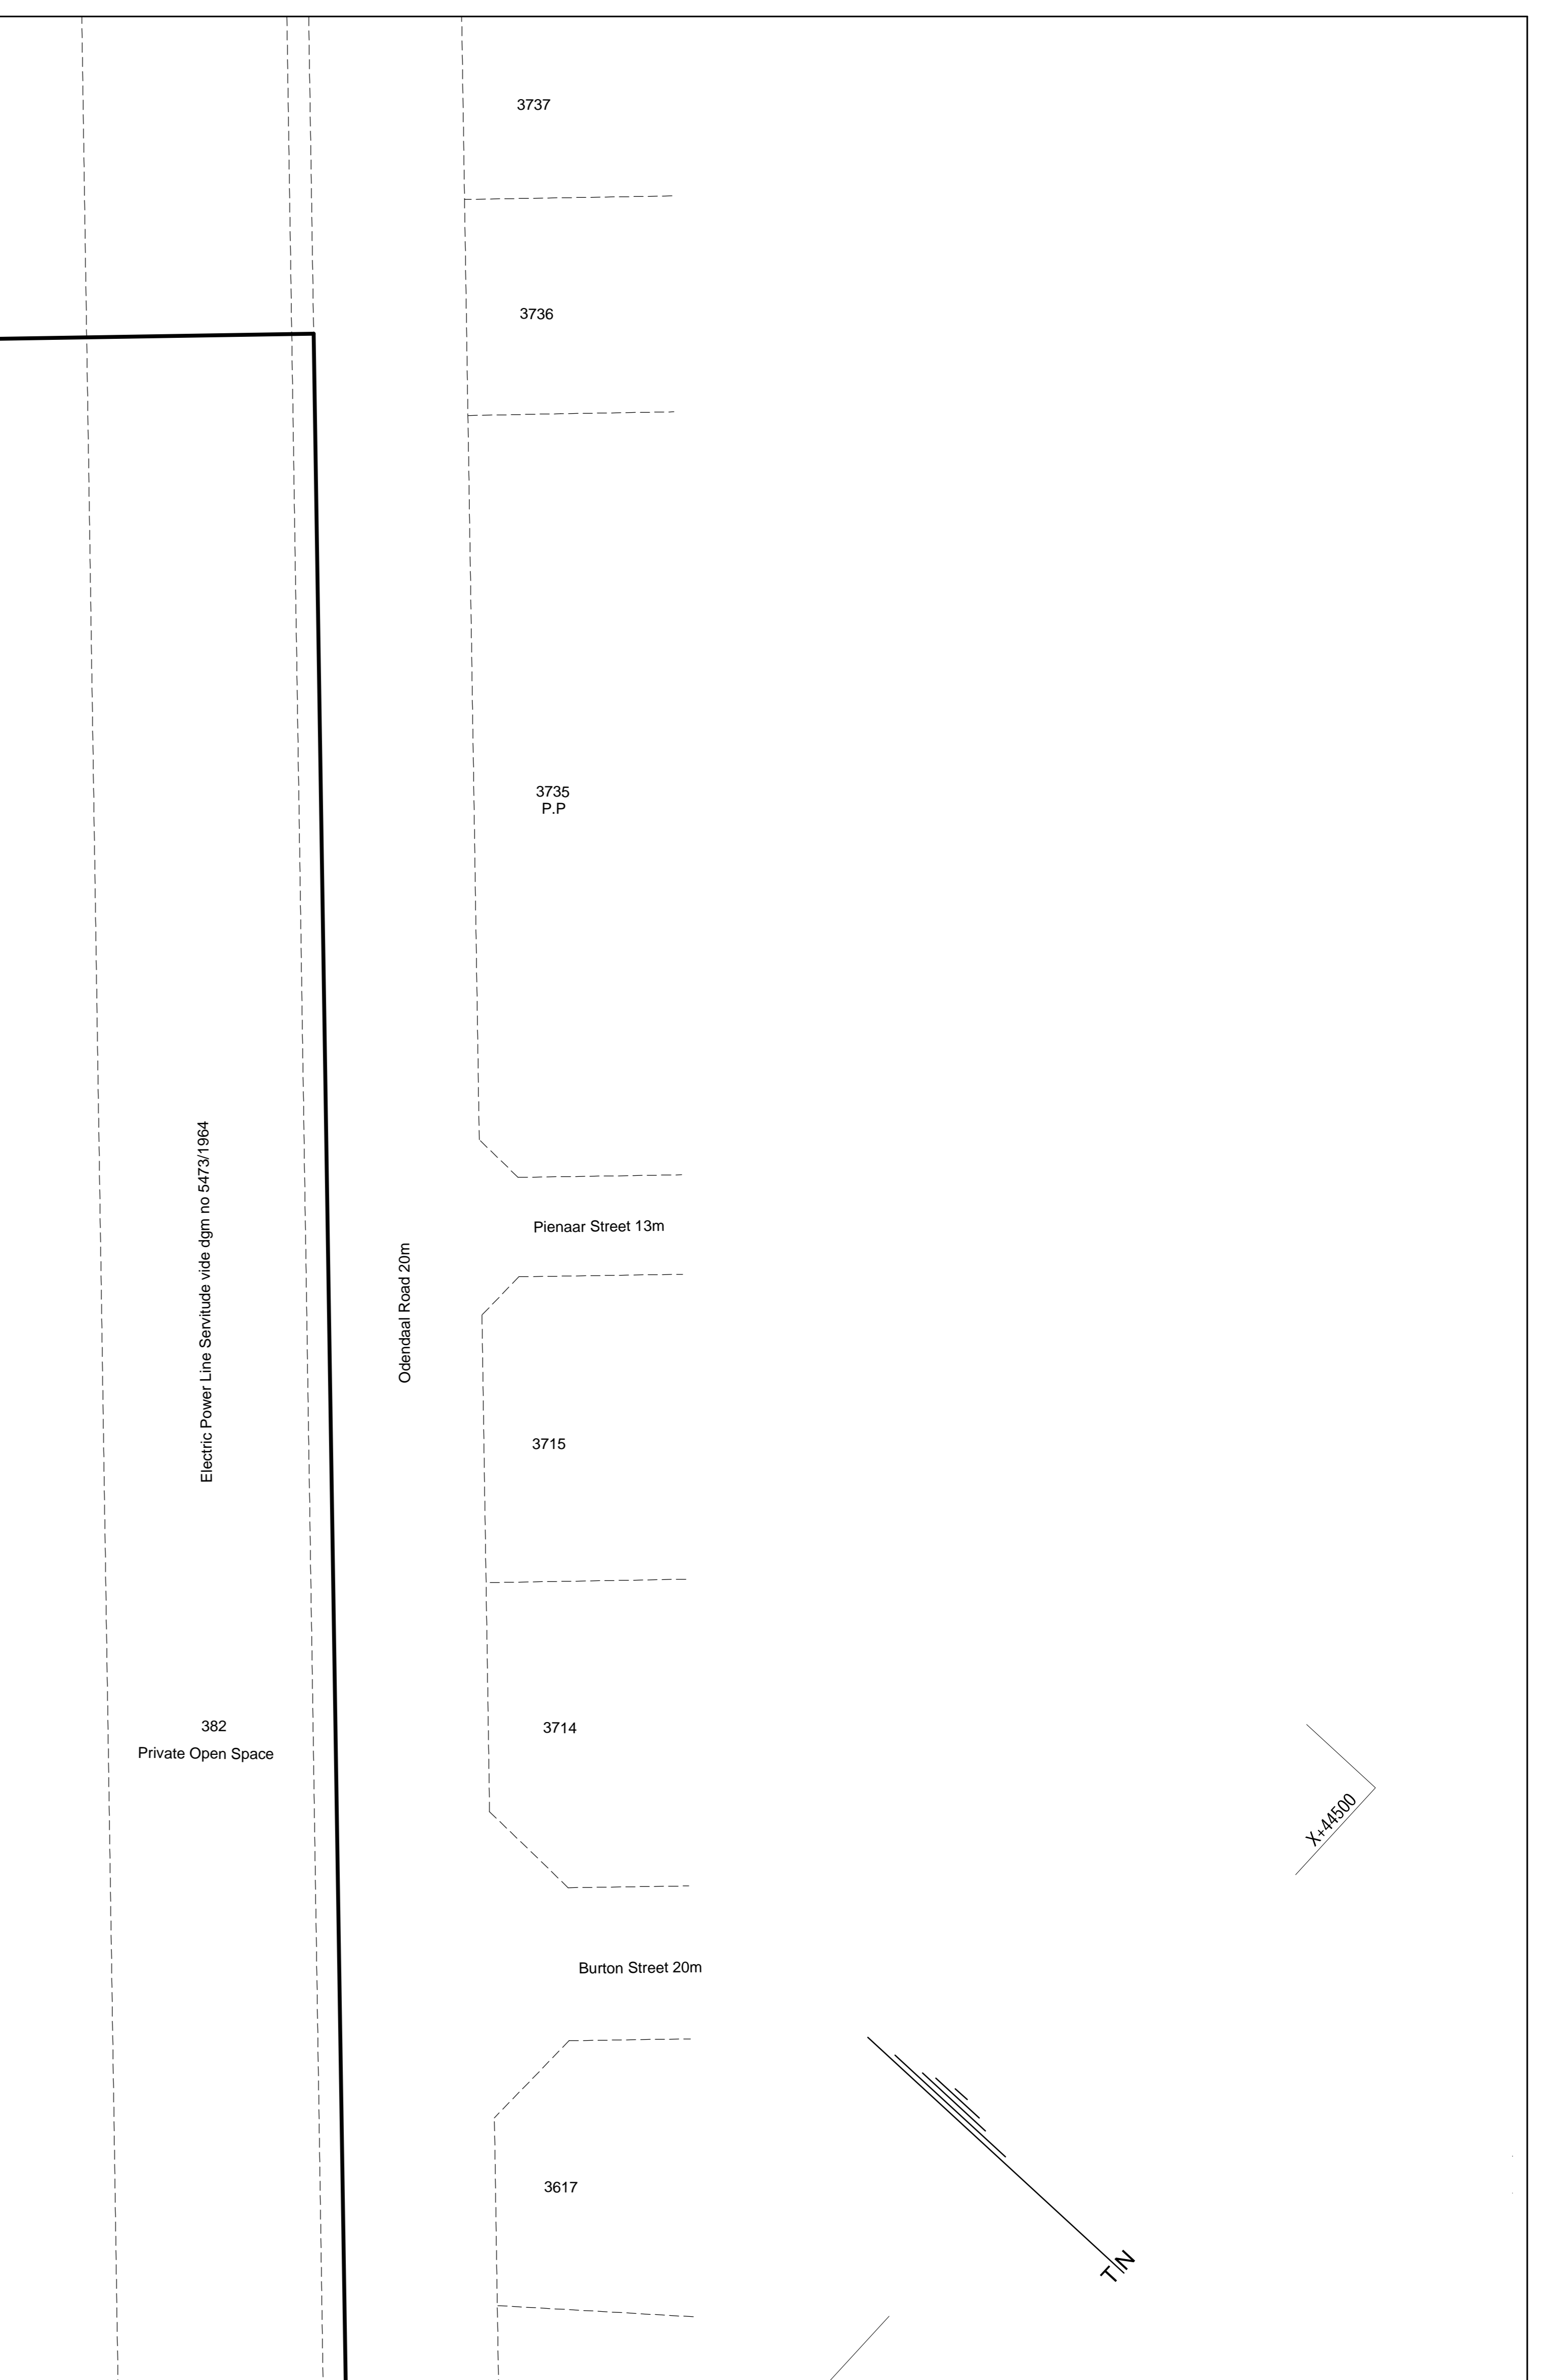 3737
3736
3735
P.P
Electric Power Line Servitude vide dgm no 5473/1964
Odendaal Road 20m
Pienaar Street 13m
3715
382
Private Open Space
3714
X+44500
Burton Street 20m
3617
TN